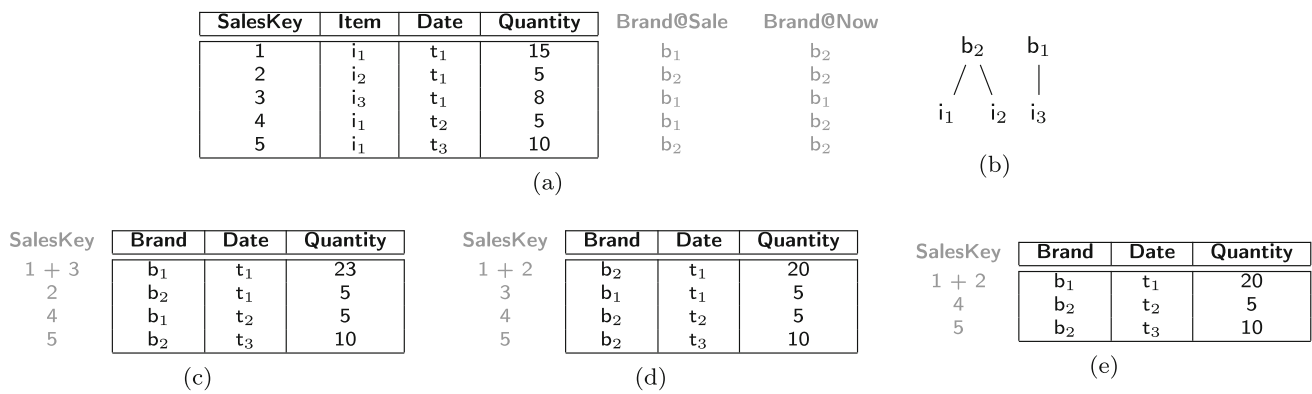 SalesKey Item Date Quantity Brand@Sale Brand@Now
1 i₁ t₁ 15 b₁ b₂
2 i₂ t₁ 5 b₂ b₂
3 i₃ t₁ 8 b₁ b₁
4 i₁ t₂ 5 b₁ b₂
5 i₁ t₃ 10 b₂ b₂
(a)
b₂ b₁
i₁ i₂ i₃
(b)
SalesKey Brand Date Quantity
1 + 3 b₁ t₁ 23
2 b₂ t₁ 5
4 b₁ t₂ 5
5 b₂ t₃ 10
(c)
SalesKey Brand Date Quantity
1 + 2 b₂ t₁ 20
3 b₁ t₁ 5
4 b₂ t₂ 5
5 b₂ t₃ 10
(d)
SalesKey Brand Date Quantity
1 + 2 b₁ t₁ 20
4 b₂ t₂ 5
5 b₂ t₃ 10
(e)